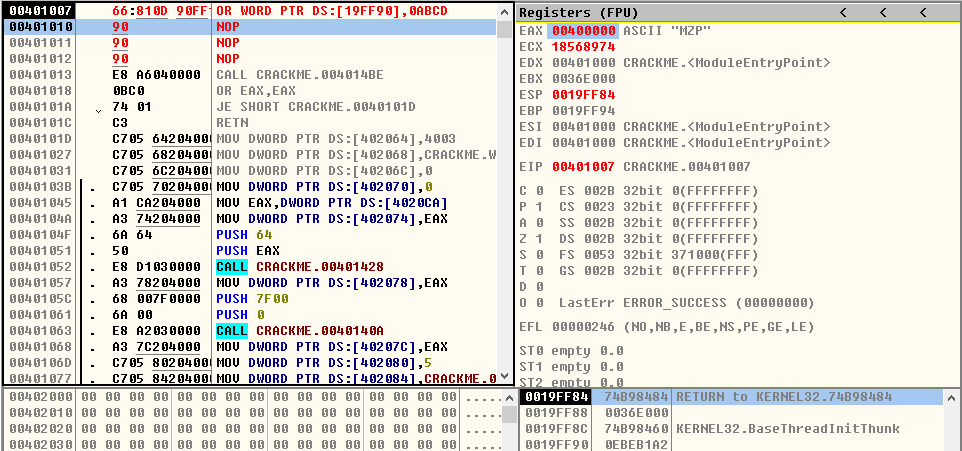 00401007 66:810D 90FF OR WORD PTR DS:[19FF90],0ABCD
00401010 90 NOP
00401011 90 NOP
00401012 90 NOP
00401013 E8 A6040000 CALL CRACKME.004014BE
00401018 0BC0 OR EAX,EAX
0040101A 74 01 JE SHORT CRACKME.0040101D
0040101C C3 RETN
0040101D C705 64204000 MOV DWORD PTR DS:[402064],4003
00401027 C705 68204000 MOV DWORD PTR DS:[402068],CRACKME.W
00401031 C705 6C204000 MOV DWORD PTR DS:[40206C],0
0040103B . C705 70204000 MOV DWORD PTR DS:[402070],0
00401045 . A1 CA204000 MOV EAX,DWORD PTR DS:[4020CA]
0040104A . A3 74204000 MOV DWORD PTR DS:[402074],EAX
0040104F . 6A 64 PUSH 64
00401051 . 50 PUSH EAX
00401052 . E8 D1030000 CALL CRACKME.00401428
00401057 . A3 78204000 MOV DWORD PTR DS:[402078],EAX
0040105C . 68 007F0000 PUSH 7F00
00401061 . 6A 00 PUSH 0
00401063 . E8 A2030000 CALL CRACKME.0040140A
00401068 . A3 7C204000 MOV DWORD PTR DS:[40207C],EAX
0040106D . C705 80204000 MOV DWORD PTR DS:[402080],5
00401077 . C705 84204000 MOV DWORD PTR DS:[402084],CRACKME.0
Registers (FPU) < < <
EAX 00400000 ASCII "MZP"
ECX 18568974
EDX 00401000 CRACKME.<ModuleEntryPoint>
EBX 0036E000
ESP 0019FF84
EBP 0019FF94
ESI 00401000 CRACKME.<ModuleEntryPoint>
EDI 00401000 CRACKME.<ModuleEntryPoint>
EIP 00401007 CRACKME.00401007
C 0 ES 002B 32bit 0(FFFFFFFF)
P 1 CS 0023 32bit 0(FFFFFFFF)
A 0 SS 002B 32bit 0(FFFFFFFF)
Z 1 DS 002B 32bit 0(FFFFFFFF)
S 0 FS 0053 32bit 371000(FFF)
T 0 GS 002B 32bit 0(FFFFFFFF)
D 0
O 0 LastErr ERROR_SUCCESS (00000000)
EFL 00000246 (NO,NB,E,BE,NS,PE,GE,LE)
ST0 empty 0.0
ST1 empty 0.0
ST2 empty 0.0
00402000 00 00 00 00 00 00 00 00 00 00 00 00 00 00 00 00 .....
00402010 00 00 00 00 00 00 00 00 00 00 00 00 00 00 00 00 .....
00402020 00 00 00 00 00 00 00 00 00 00 00 00 00 00 00 00 .....
00402030 00 00 00 00 00 00 00 00 00 00 00 00 00 00 00 00 .....
0019FF84 74B98484 RETURN to KERNEL32.74B98484
0019FF88 0036E000
0019FF8C 74B98460 KERNEL32.BaseThreadInitThunk
0019FF90 0EBEB1A2